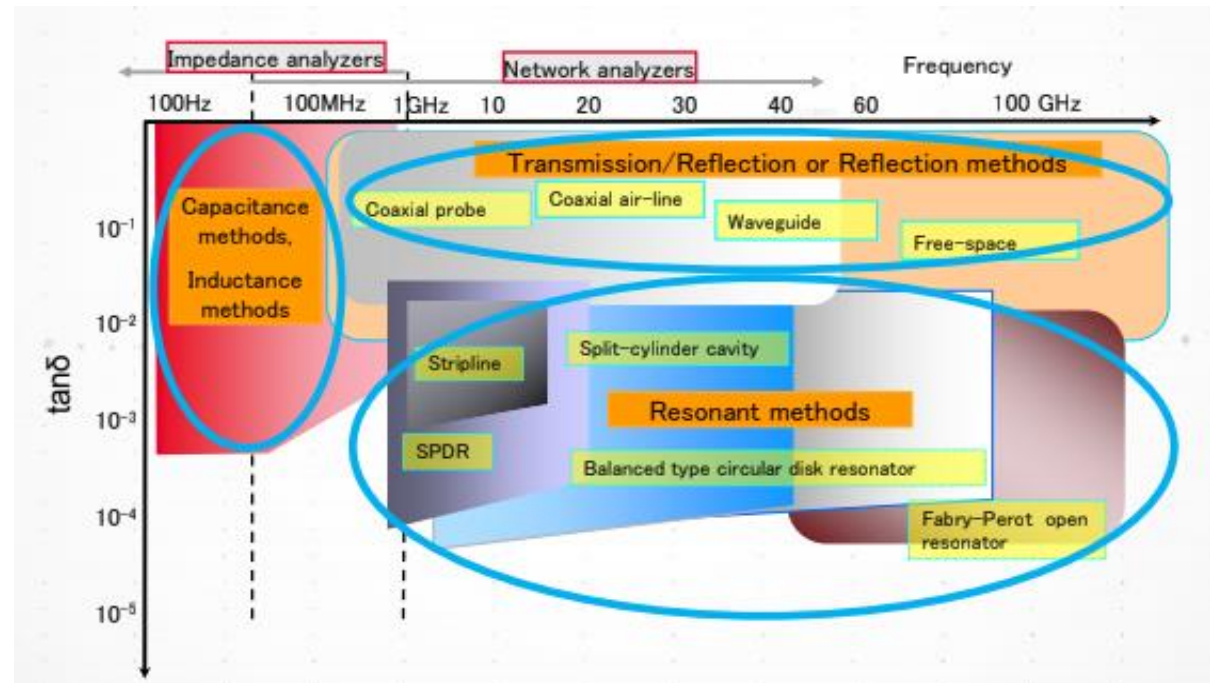 Impedance analyzers
Network analyzers
Frequency
100Hz
100MHz
1GHz
10
20
30
40
60
100 GHz
Transmission/Reflection or Reflection methods
Capacitance
methods,
Inductance
methods
Coaxial probe
Coaxial air-line
Waveguide
Free-space
10⁻¹
10⁻²
10⁻³
10⁻⁴
10⁻⁵
tanδ
Stripline
Split-cylinder cavity
Resonant methods
SPDR
Balanced type circular disk resonator
Fabry-Perot open
resonator